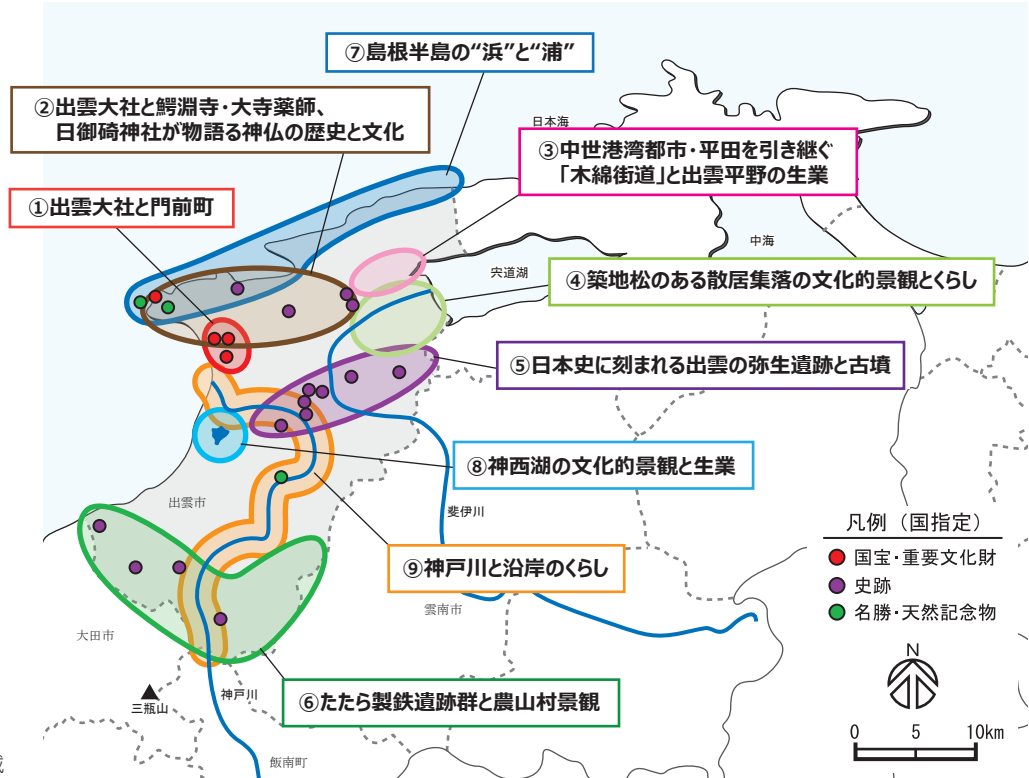 ⑦島根半島の“浜”と“浦”
②出雲大社と鰐淵寺・大寺薬師、
日御碕神社が物語る神仏の歴史と文化
日本海
③中世港湾都市・平田を引き継ぐ
「木綿街道」と出雲平野の生業
①出雲大社と門前町
中海
宍道湖
④築地松のある散居集落の文化的景観とくらし
⑤日本史に刻まれる出雲の弥生遺跡と古墳
⑧神西湖の文化的景観と生業
出雲市
斐伊川
凡例（国指定）
国宝・重要文化財
史跡
名勝・天然記念物
⑨神戸川と沿岸のくらし
雲南市
大田市
N
三瓶山
神戸川
⑥たたら製鉄遺跡群と農山村景観
0 5 10km
飯南町